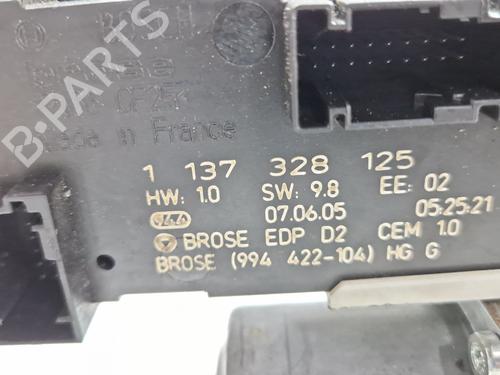 B-PARTS
Made in France
1 137 328 125
HW: 1.0 SW: 9.8 EE: 02
07.06.05 05.25.21
BROSE EDP D2 CEM 1.0
BROSE (994 422-104) HG G